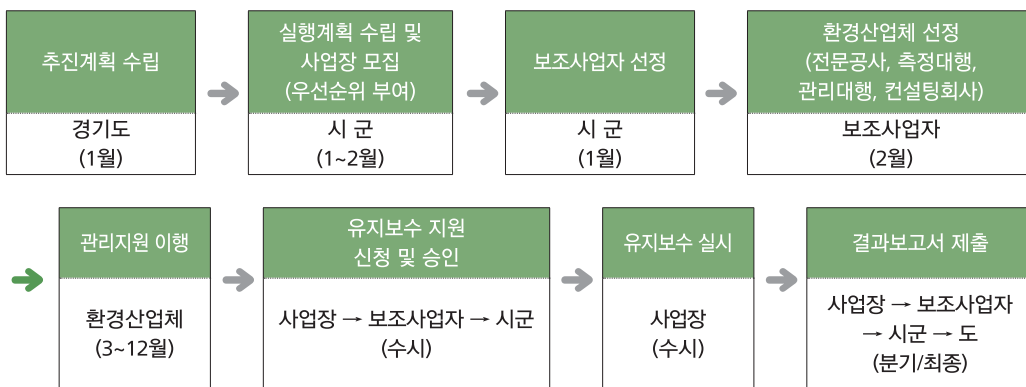 추진계획 수립
경기도
(1월)
실행계획 수립 및
사업장 모집
(우선순위 부여)
시 군
(1~2월)
보조사업자 선정
시 군
(1월)
환경산업체 선정
(전문공사, 측정대행,
관리대행, 컨설팅회사)
보조사업자
(2월)
관리지원 이행
환경산업체
(3~12월)
유지보수 지원
신청 및 승인
사업장 → 보조사업자 → 시군
(수시)
유지보수 실시
사업장
(수시)
결과보고서 제출
사업장 → 보조사업자
→ 시군 → 도
(분기/최종)